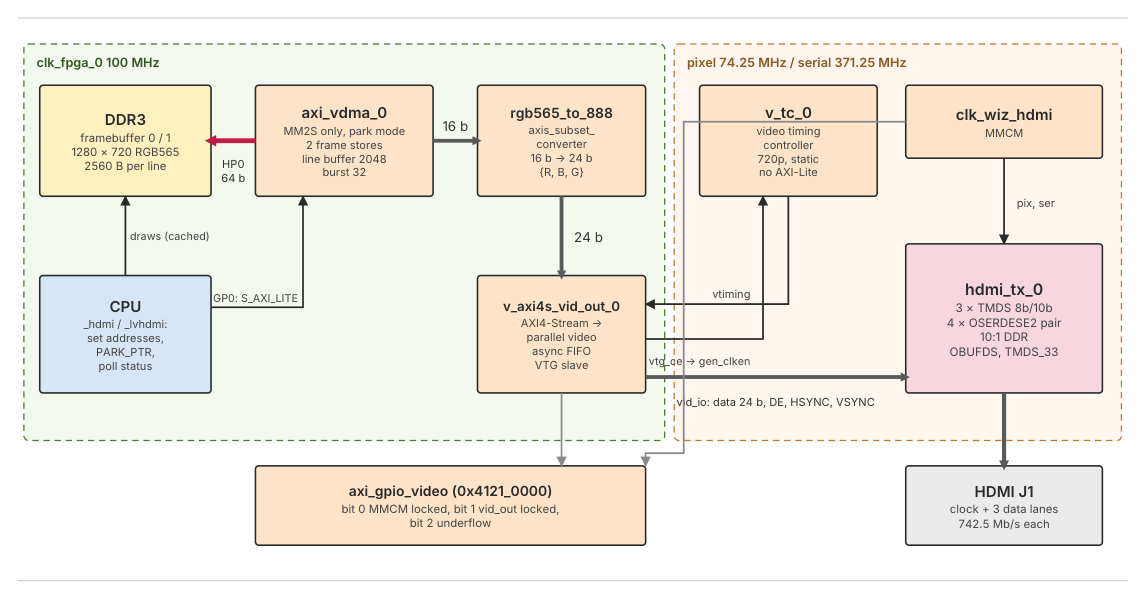 clk_fpga_0 100 MHz
pixel 74.25 MHz / serial 371.25 MHz
DDR3
framebuffer 0 / 1
1280 × 720 RGB565
2560 B per line
HP0
64 b
axi_vdma_0
MM2S only, park mode
2 frame stores
line buffer 2048
burst 32
16 b
rgb565_to_888
axis_subset_
converter
16 b → 24 b
{R, B, G}
v_tc_0
video timing
controller
720p, static
no AXI-Lite
clk_wiz_hdmi
MMCM
pix, ser
draws (cached)
24 b
CPU
_hdmi / _lvhdmi:
set addresses,
PARK_PTR,
poll status
GP0: S_AXI_LITE
v_axi4s_vid_out_0
AXI4-Stream →
parallel video
async FIFO
VTG slave
vtiming
vtg_ce → gen_clken
vid_io: data 24 b, DE, HSYNC, VSYNC
hdmi_tx_0
3 × TMDS 8b/10b
4 × OSERDESE2 pair
10:1 DDR
OBUFDS, TMDS_33
axi_gpio_video (0x4121_0000)
bit 0 MMCM locked, bit 1 vid_out locked,
bit 2 underflow
HDMI J1
clock + 3 data lanes
742.5 Mb/s each